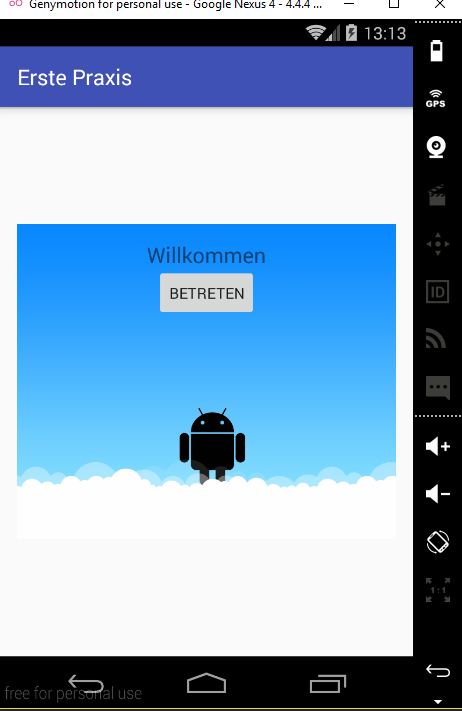 Genymotion for personal use - Google Nexus 4 - 4.4.4 ...
13:13
Erste Praxis
GPS
Willkommen
BETRETEN
ID
1:1
free for personal use